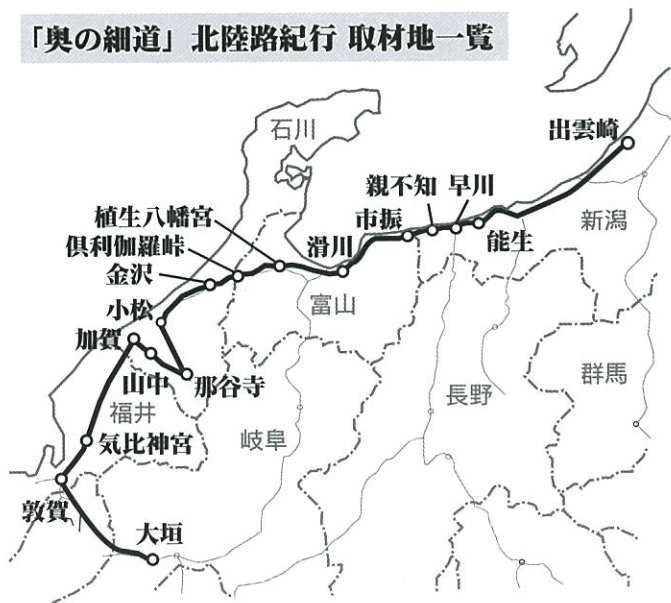 「奥の細道」北陸路紀行 取材地一覧
石川
出雲崎
親不知 早川
植生八幡宮
市振
新潟
倶利伽羅峠
滑川
能生
金沢
富山
小松
加賀
群馬
山中
那谷寺
長野
福井
岐阜
気比神宮
敦賀
大垣